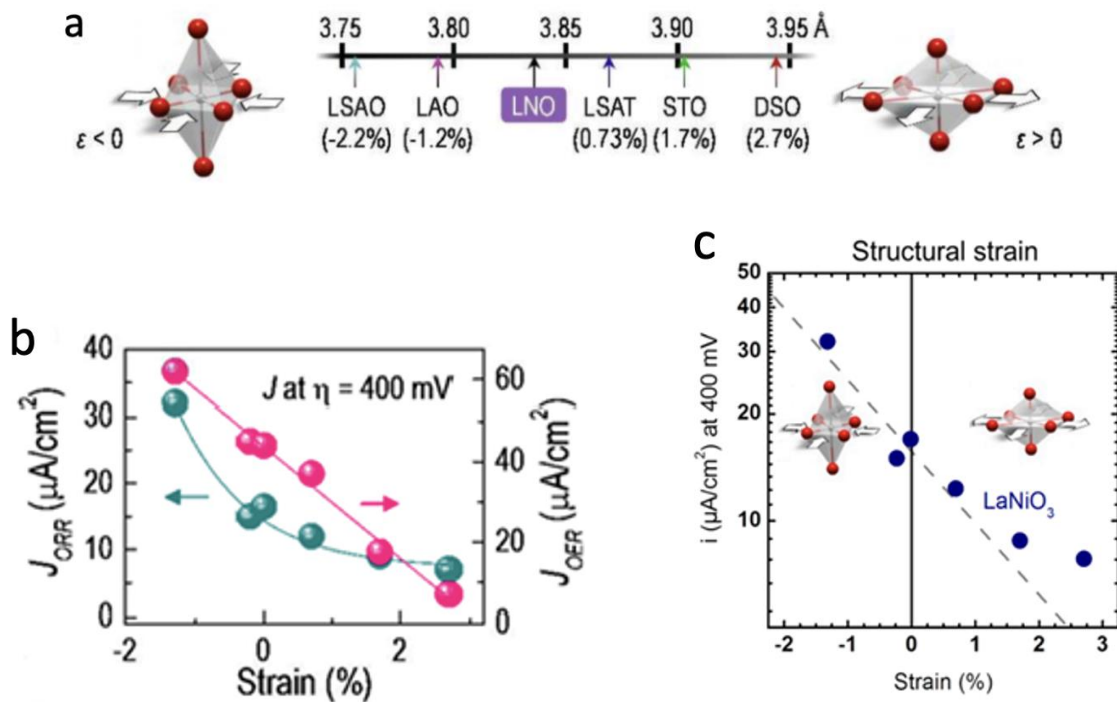 a
3.75 3.80 3.85 3.90 3.95 Å
LSAO LAO LNO LSAT STO DSO
(-2.2%) (-1.2%) (0.73%) (1.7%) (2.7%)
ε < 0
ε > 0
b
J at η = 400 mV
J_ORR (μA/cm²)
40
30
20
10
0
J_OER (μA/cm²)
60
40
20
0
-2 0 2
Strain (%)
c
Structural strain
i (μA/cm²) at 400 mV
50
40
30
20
10
LaNiO₃
-2 -1 0 1 2 3
Strain (%)